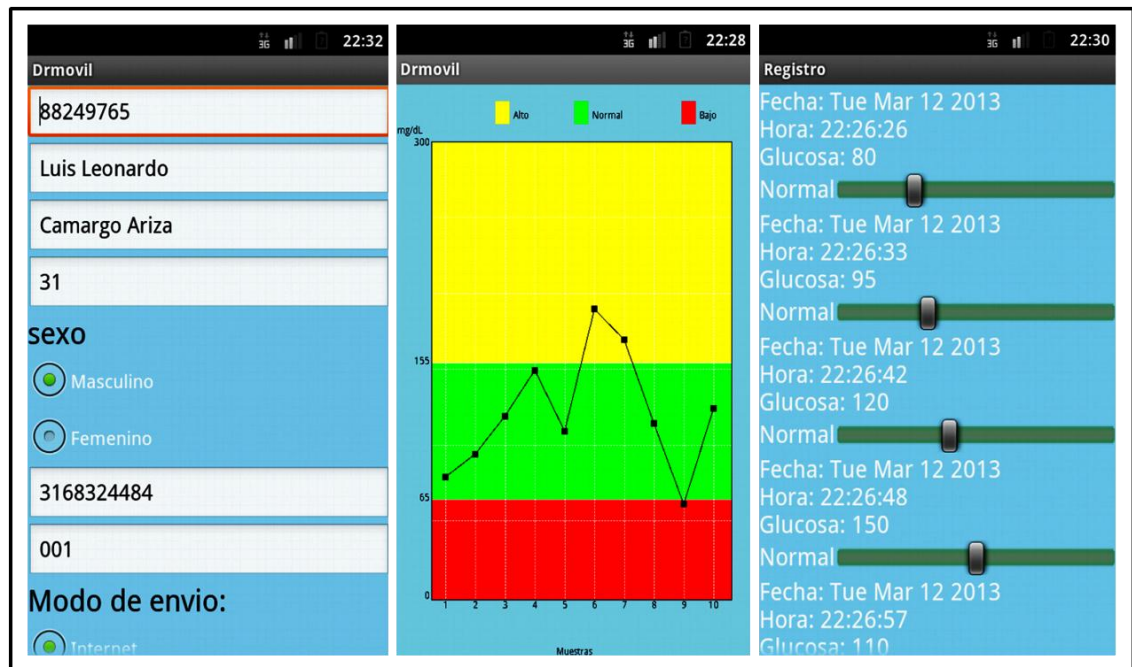 3G 22:32
Drmovil
88249765
Luis Leonardo
Camargo Ariza
31
sexo
Masculino
Femenino
3168324484
001
Modo de envio:
Internet
3G 22:28
Drmovil
Alto Normal Bajo
mg/dL
300
155
65
0
1 2 3 4 5 6 7 8 9 10
Muestras
3G 22:30
Registro
Fecha: Tue Mar 12 2013
Hora: 22:26:26
Glucosa: 80
Normal
Fecha: Tue Mar 12 2013
Hora: 22:26:33
Glucosa: 95
Normal
Fecha: Tue Mar 12 2013
Hora: 22:26:42
Glucosa: 120
Normal
Fecha: Tue Mar 12 2013
Hora: 22:26:48
Glucosa: 150
Normal
Fecha: Tue Mar 12 2013
Hora: 22:26:57
Glucosa: 110